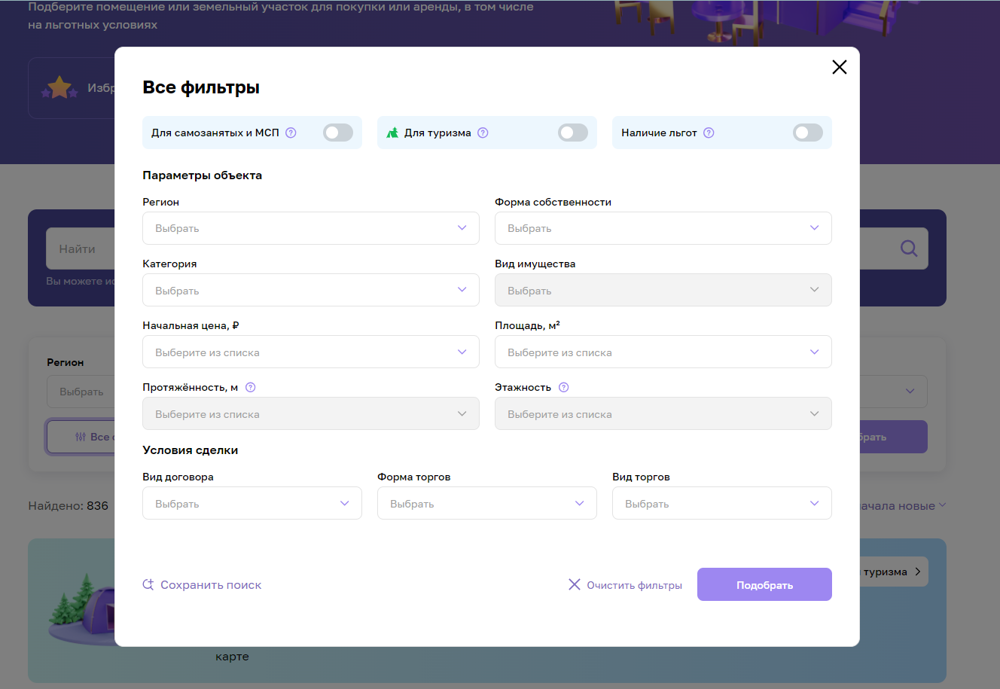 Подберите помещение или земельный участок для покупки или аренды, в том числе
на льготных условиях
Все фильтры
Для самозанятых и МСП ?
Для туризма ?
Наличие льгот ?
Параметры объекта
Регион
Форма собственности
Выбрать
Выбрать
Найти
Категория
Вид имущества
Вы можете
Выбрать
Выбрать
Начальная цена, ₽
Площадь, м²
Выберите из списка
Выберите из списка
Регион
Протяжённость, м ?
Этажность ?
Выбрать
Выберите из списка
Выберите из списка
Все
Условия сделки
Вид договора
Форма торгов
Вид торгов
Выбрать
Выбрать
Выбрать
Найдено: 836
новые
туризма
Сохранить поиск
Очистить фильтры
Подобрать
карте